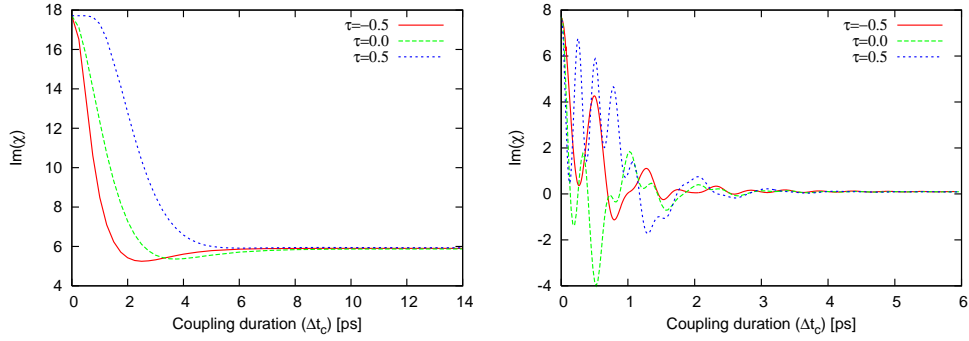 18
16
14
12
10
8
6
4
0 2 4 6 8 10 12 14
Im(χ)
Coupling duration (Δt_c) [ps]
τ=−0.5
τ=0.0
τ=0.5
8
6
4
2
0
-2
-4
0 1 2 3 4 5 6
Im(χ)
Coupling duration (Δt_c) [ps]
τ=−0.5
τ=0.0
τ=0.5